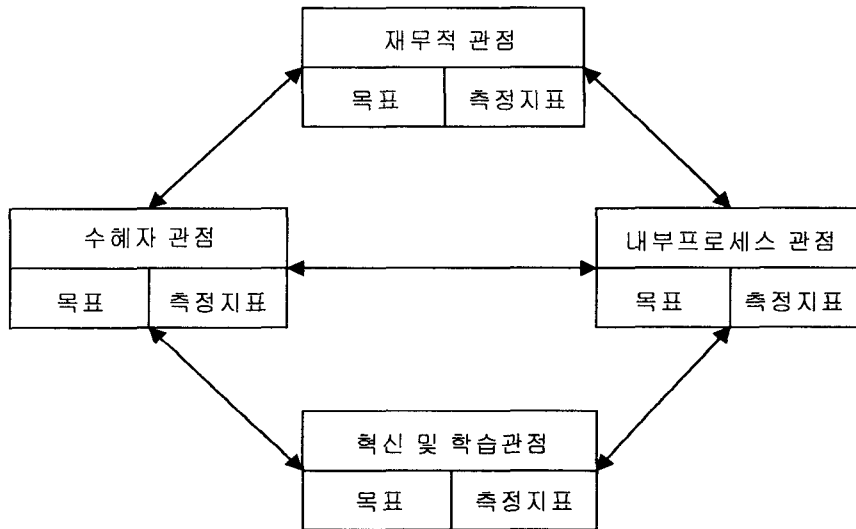 재무적 관점
목표 측정지표
수혜자 관점
목표 측정지표
내부프로세스 관점
목표 측정지표
혁신 및 학습관점
목표 측정지표